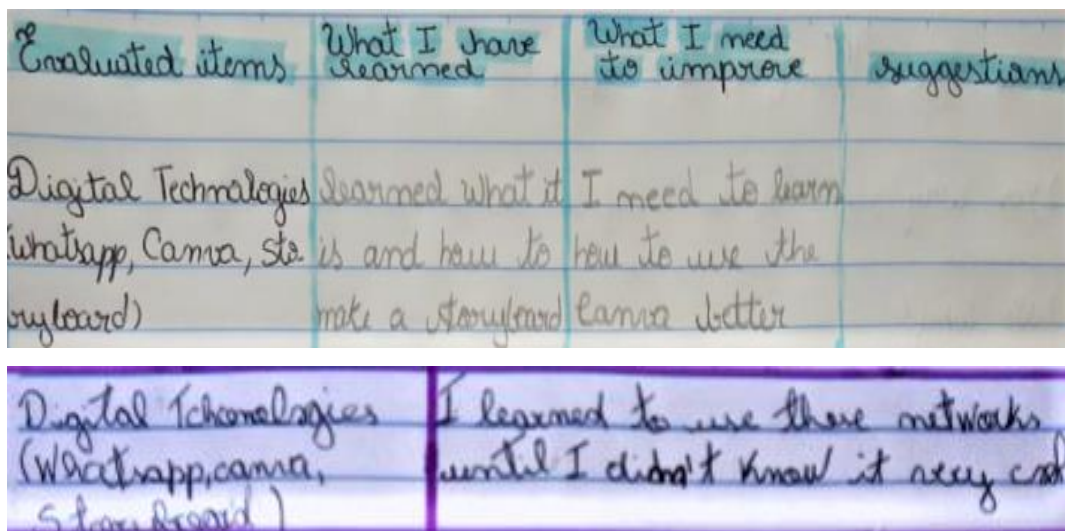 Evaluated items
What I have
learned
What I need
to improve
suggestions
Digital Technologies
(Whatsapp, Canva, sto
ryboard)
learned what it
is and how to
make a storyboard
I need to learn
how to use the
canva better
Digital Tchonologies
(Whatsapp, canva,
Storyboard)
I learned to use these networks
until I didn't know it very